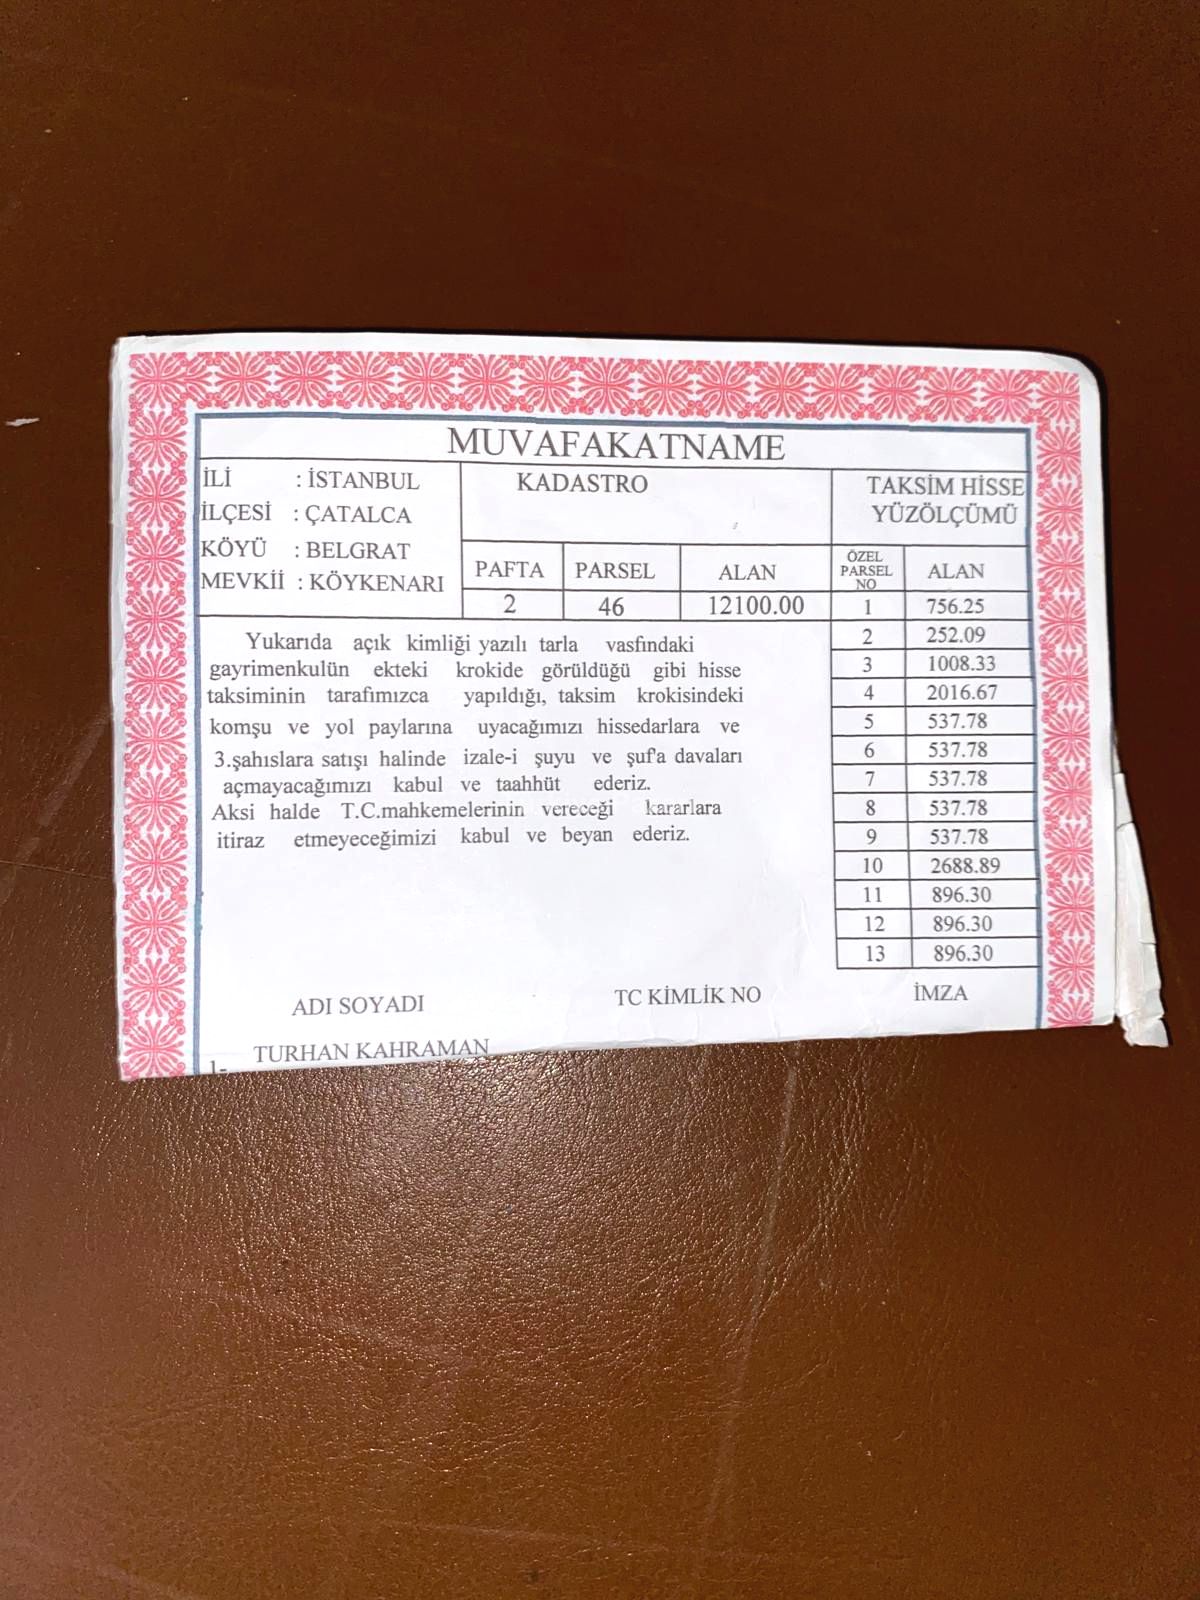 MUVAFAKATNAME
İLİ : İSTANBUL
İLÇESİ : ÇATALCA
KÖYÜ : BELGRAT
MEVKİİ : KÖYKENARI
KADASTRO
PAFTA PARSEL ALAN
2 46 12100.00
TAKSİM HİSSE
YÜZÖLÇÜMÜ
ÖZEL
PARSEL
NO
ALAN
1 756.25
2 252.09
3 1008.33
4 2016.67
5 537.78
6 537.78
7 537.78
8 537.78
9 537.78
10 2688.89
11 896.30
12 896.30
13 896.30
Yukarıda açık kimliği yazılı tarla vasfındaki
gayrimenkulün ekteki krokide görüldüğü gibi hisse
taksiminin tarafımızca yapıldığı, taksim krokisindeki
komşu ve yol paylarına uyacağımızı hissedarlara ve
3.şahıslara satışı halinde izale-i şuyu ve şuf'a davaları
açmayacağımızı kabul ve taahhüt ederiz.
Aksi halde T.C.mahkemelerinin vereceği kararlara
itiraz etmeyeceğimizi kabul ve beyan ederiz.
ADI SOYADI TC KİMLİK NO İMZA
1- TURHAN KAHRAMAN